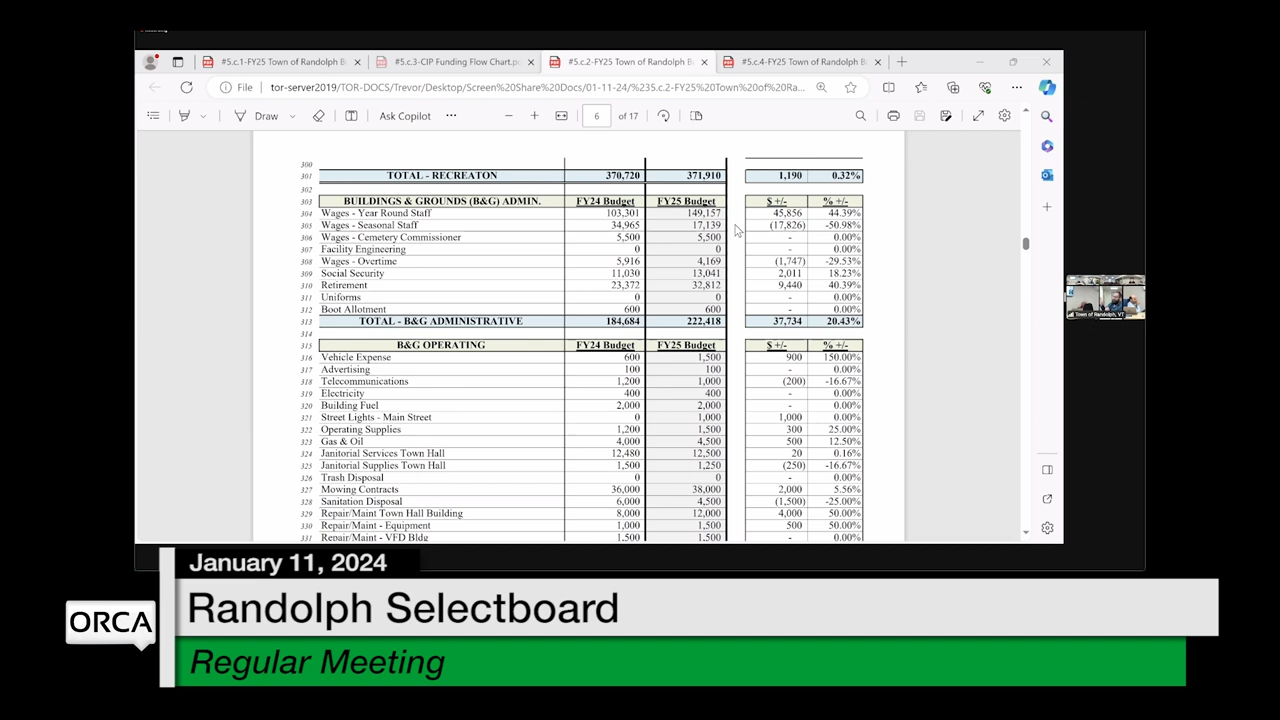 #5.c.1-FY25 Town of Randolph B #5.c.3-CIP Funding Flow Chart.p #5.c.2-FY25 Town of Randolph B #5.c.4-FY25 Town of Randolph B
File tor-server2019/TOR-DOCS/Trevor/Desktop/Screen%20Share%20Docs/01-11-24/%235.c.2-FY25%20Town%20of%20Ra...
Draw Ask Copilot 6 of 17
300
301 TOTAL - RECREATON 370,720 371,910 1,190 0.32%
302
303 BUILDINGS & GROUNDS (B&G) ADMIN. FY24 Budget FY25 Budget $ +/- % +/-
304 Wages - Year Round Staff 103,301 149,157 45,856 44.39%
305 Wages - Seasonal Staff 34,965 17,139 (17,826) -50.98%
306 Wages - Cemetery Commissioner 5,500 5,500 - 0.00%
307 Facility Engineering 0 0 - 0.00%
308 Wages - Overtime 5,916 4,169 (1,747) -29.53%
309 Social Security 11,030 13,041 2,011 18.23%
310 Retirement 23,372 32,812 9,440 40.39%
311 Uniforms 0 0 - 0.00%
312 Boot Allotment 600 600 - 0.00%
313 TOTAL - B&G ADMINISTRATIVE 184,684 222,418 37,734 20.43%
314
315 B&G OPERATING FY24 Budget FY25 Budget $ +/- % +/-
316 Vehicle Expense 600 1,500 900 150.00%
317 Advertising 100 100 - 0.00%
318 Telecommunications 1,200 1,000 (200) -16.67%
319 Electricity 400 400 - 0.00%
320 Building Fuel 2,000 2,000 - 0.00%
321 Street Lights - Main Street 0 1,000 1,000 0.00%
322 Operating Supplies 1,200 1,500 300 25.00%
323 Gas & Oil 4,000 4,500 500 12.50%
324 Janitorial Services Town Hall 12,480 12,500 20 0.16%
325 Janitorial Supplies Town Hall 1,500 1,250 (250) -16.67%
326 Trash Disposal 0 0 - 0.00%
327 Mowing Contracts 36,000 38,000 2,000 5.56%
328 Sanitation Disposal 6,000 4,500 (1,500) -25.00%
329 Repair/Maint Town Hall Building 8,000 12,000 4,000 50.00%
330 Repair/Maint - Equipment 1,000 1,500 500 50.00%
331 Repair/Maint - VFD Bldg 1,500 1,500 - 0.00%
Town of Randolph, VT
January 11, 2024
ORCA
Randolph Selectboard
Regular Meeting